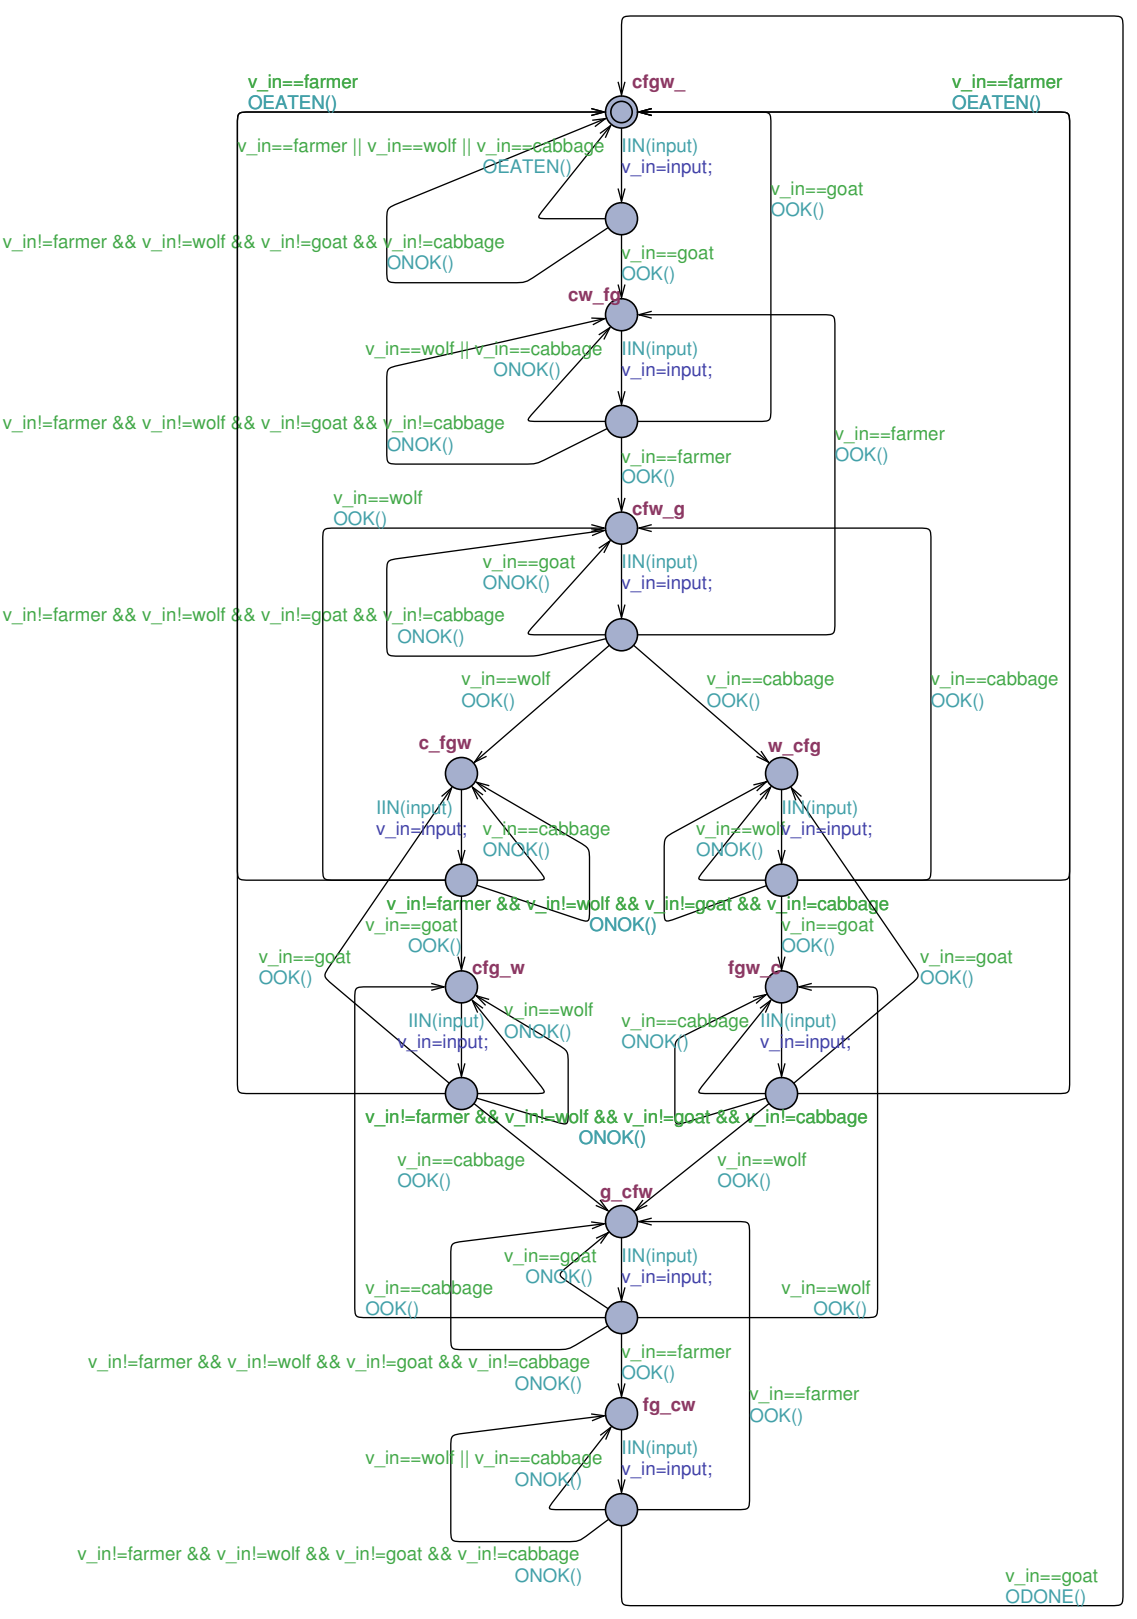 cfgw_
v_in==farmer
OEATEN()
v_in==farmer
OEATEN()
v_in==farmer || v_in==wolf || v_in==cabbage
OEATEN()
IIN(input)
v_in=input;
v_in==goat
OOK()
v_in!=farmer && v_in!=wolf && v_in!=goat && v_in!=cabbage
ONOK()
v_in==goat
OOK()
cw_fg
v_in==wolf || v_in==cabbage
ONOK()
IIN(input)
v_in=input;
v_in!=farmer && v_in!=wolf && v_in!=goat && v_in!=cabbage
ONOK()
v_in==farmer
OOK()
v_in==farmer
OOK()
v_in==wolf
OOK()
cfw_g
v_in==goat
ONOK()
IIN(input)
v_in=input;
v_in!=farmer && v_in!=wolf && v_in!=goat && v_in!=cabbage
ONOK()
v_in==wolf
OOK()
v_in==cabbage
OOK()
v_in==cabbage
OOK()
c_fgw
w_cfg
IIN(input)
v_in=input;
v_in==cabbage
ONOK()
v_in==wolf
ONOK()
IIN(input)
v_in=input;
v_in!=farmer && v_in!=wolf && v_in!=goat && v_in!=cabbage
ONOK()
v_in==goat
OOK()
v_in==goat
OOK()
v_in==goat
OOK()
cfg_w
fgw_c
v_in==goat
OOK()
IIN(input)
v_in=input;
v_in==wolf
ONOK()
v_in==cabbage
ONOK()
IIN(input)
v_in=input;
v_in!=farmer && v_in!=wolf && v_in!=goat && v_in!=cabbage
ONOK()
v_in==cabbage
OOK()
v_in==wolf
OOK()
g_cfw
v_in==goat
ONOK()
IIN(input)
v_in=input;
v_in==cabbage
OOK()
v_in==wolf
OOK()
v_in!=farmer && v_in!=wolf && v_in!=goat && v_in!=cabbage
ONOK()
v_in==farmer
OOK()
v_in==farmer
OOK()
fg_cw
v_in==wolf || v_in==cabbage
ONOK()
IIN(input)
v_in=input;
v_in!=farmer && v_in!=wolf && v_in!=goat && v_in!=cabbage
ONOK()
v_in==goat
ODONE()